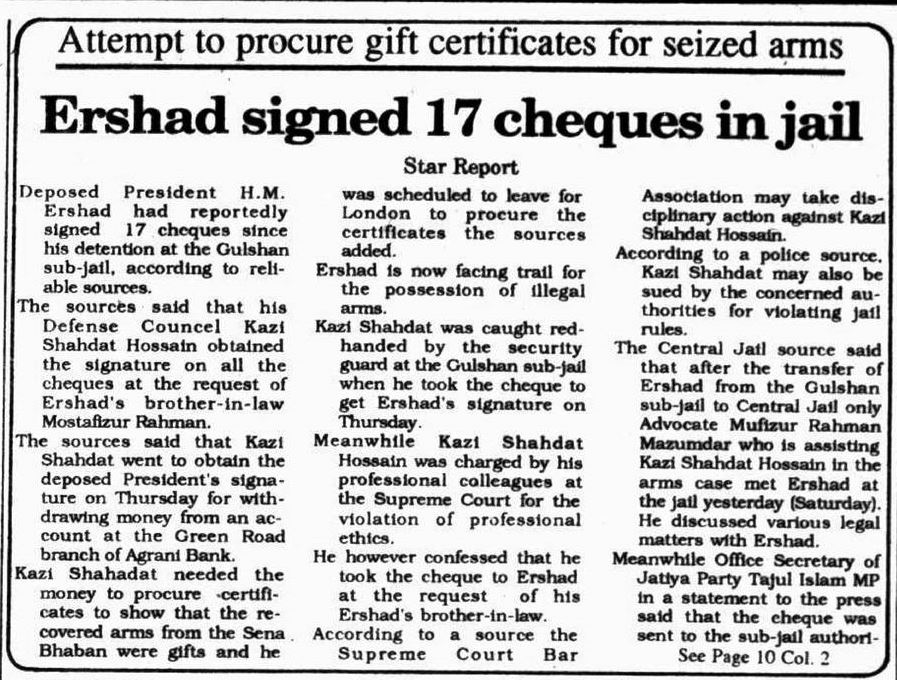 Attempt to procure gift certificates for seized arms
Ershad signed 17 cheques in jail
Star Report
Deposed President H.M.
Ershad had reportedly
signed 17 cheques since
his detention at the Gulshan
sub-jail, according to reli-
able sources.
The sources said that his
Defense Councel Kazi
Shahdat Hossain obtained
the signature on all the
cheques at the request of
Ershad's brother-in-law
Mostafizur Rahman.
The sources said that Kazi
Shahdat went to obtain the
deposed President's signa-
ture on Thursday for with-
drawing money from an ac-
count at the Green Road
branch of Agrani Bank.
Kazi Shahadat needed the
money to procure certifi-
cates to show that the re-
covered arms from the Sena
Bhaban were gifts and he
was scheduled to leave for
London to procure the
certificates the sources
added.
Ershad is now facing trail for
the possession of illegal
arms.
Kazi Shahdat was caught red-
handed by the security
guard at the Gulshan sub-jail
when he took the cheque to
get Ershad's signature on
Thursday.
Meanwhile Kazi Shahdat
Hossain was charged by his
professional colleagues at
the Supreme Court for the
violation of professional
ethics.
He however confessed that he
took the cheque to Ershad
at the request of his
Ershad's brother-in-law.
According to a source the
Supreme Court Bar
Association may take dis-
ciplinary action against Kazi
Shahdat Hossain.
According to a police source,
Kazi Shahdat may also be
sued by the concerned au-
thorities for violating jail
rules.
The Central Jail source said
that after the transfer of
Ershad from the Gulshan
sub-jail to Central Jail only
Advocate Mufizur Rahman
Mazumdar who is assisting
Kazi Shahdat Hossain in the
arms case met Ershad at
the jail yesterday (Saturday).
He discussed various legal
matters with Ershad.
Meanwhile Office Secretary of
Jatiya Party Tajul Islam MP
in a statement to the press
said that the cheque was
sent to the sub-jail authori-
See Page 10 Col. 2